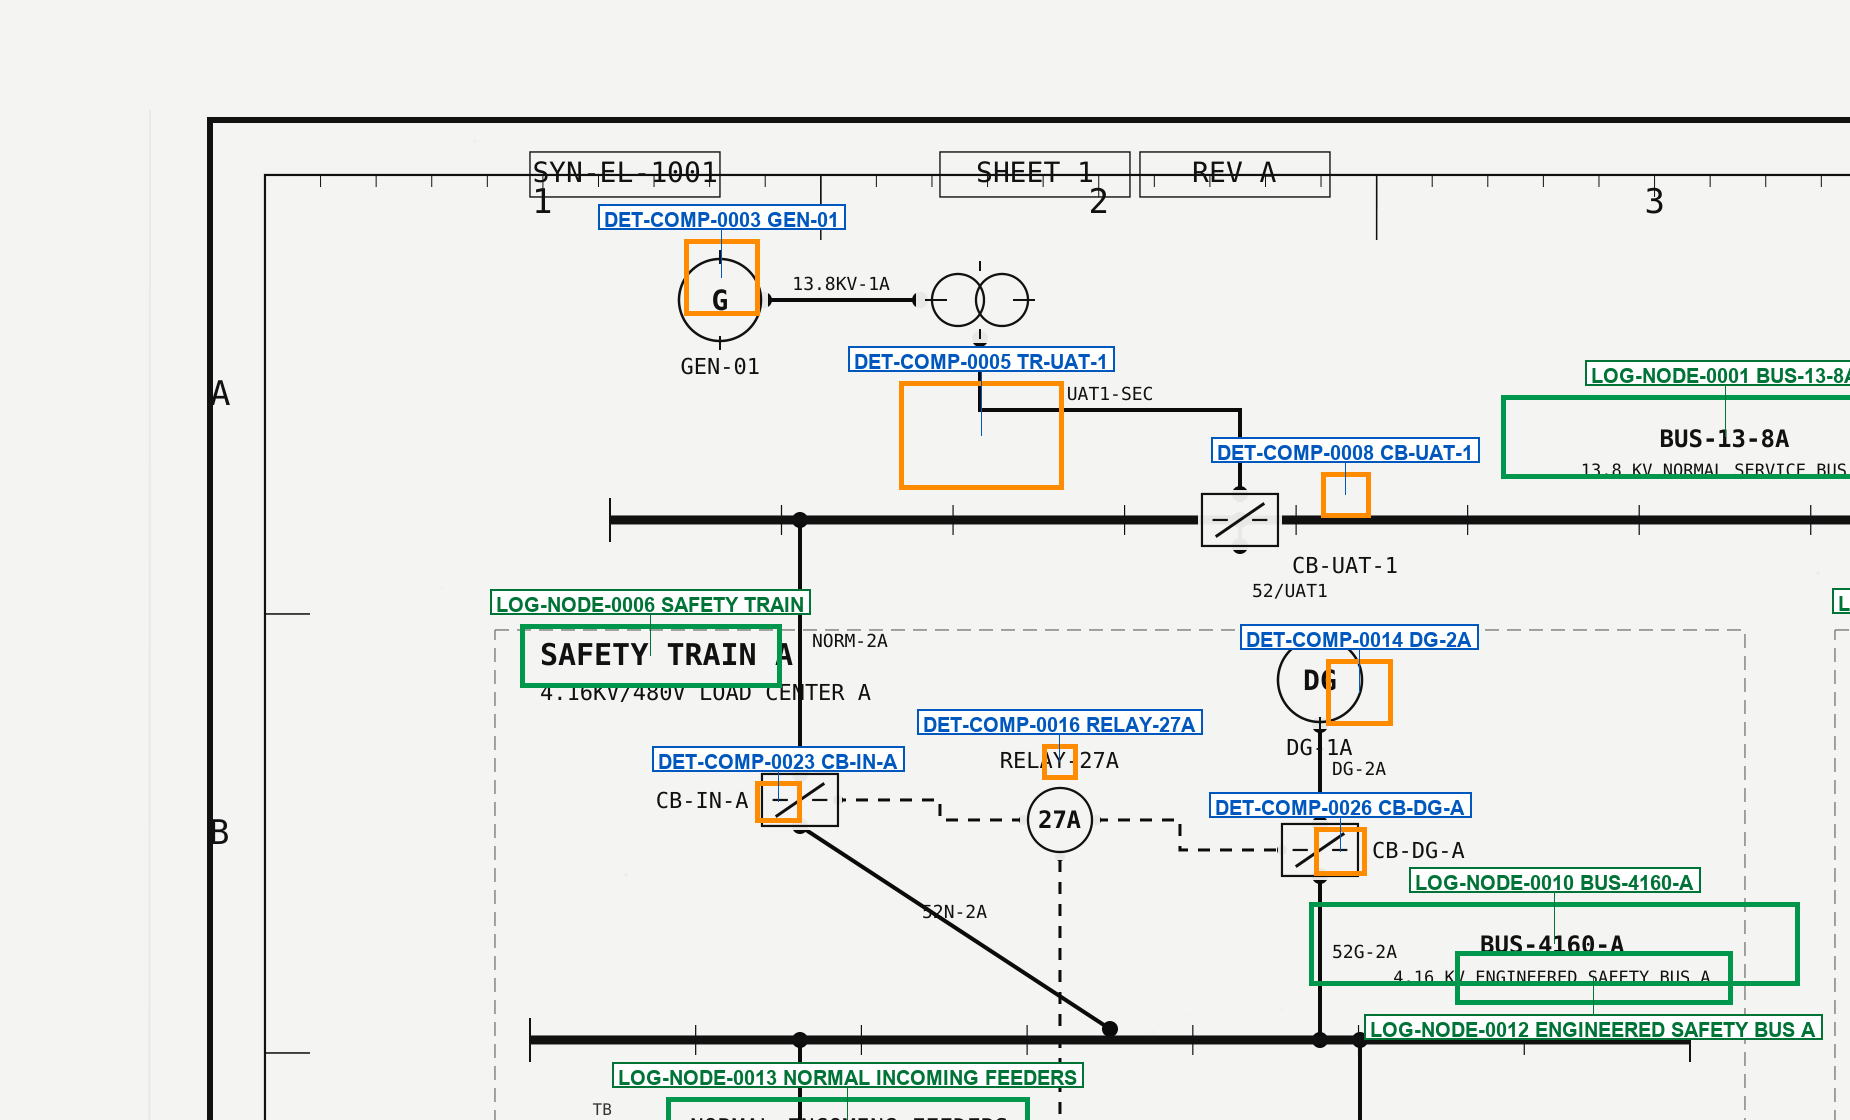 SYN-EL-1001
SHEET 1
REV A
1
2
3
DET-COMP-0003 GEN-01
G
13.8KV-1A
GEN-01
DET-COMP-0005 TR-UAT-1
UAT1-SEC
LOG-NODE-0001 BUS-13-8A
A
BUS-13-8A
DET-COMP-0008 CB-UAT-1
13.8 KV NORMAL SERVICE BUS
CB-UAT-1
52/UAT1
LOG-NODE-0006 SAFETY TRAIN
L
NORM-2A
DET-COMP-0014 DG-2A
SAFETY TRAIN A
4.16KV/480V LOAD CENTER A
DG
DET-COMP-0016 RELAY-27A
DG-1A
DET-COMP-0023 CB-IN-A
RELAY-27A
DG-2A
CB-IN-A
DET-COMP-0026 CB-DG-A
27A
B
CB-DG-A
LOG-NODE-0010 BUS-4160-A
52N-2A
BUS-4160-A
52G-2A
4.16 KV ENGINEERED SAFETY BUS A
LOG-NODE-0012 ENGINEERED SAFETY BUS A
LOG-NODE-0013 NORMAL INCOMING FEEDERS
TB
NORMAL INCOMING FEEDERS